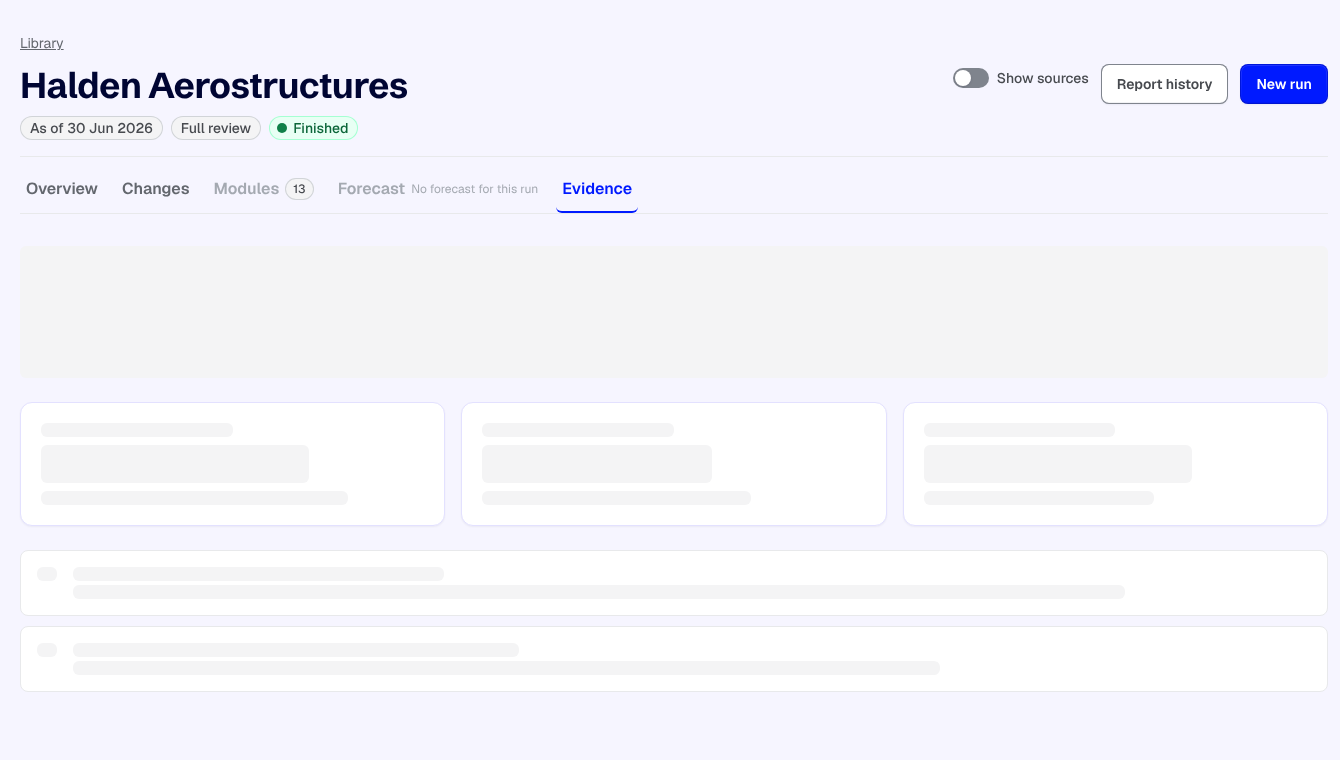 Library
Halden Aerostructures
Show sources
Report history
New run
As of 30 Jun 2026
Full review
Finished
Overview
Changes
Modules 13
Forecast No forecast for this run
Evidence